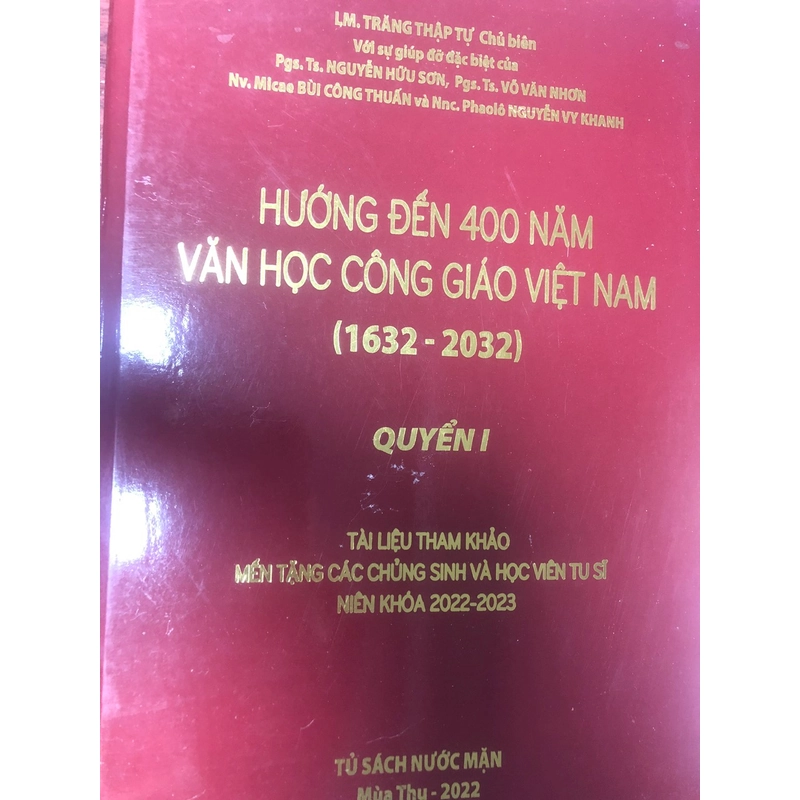 LM. TRĂNG THẬP TỰ Chủ biên
Với sự giúp đỡ đặc biệt của
Pgs. Ts. NGUYỄN HỮU SƠN, Pgs. Ts. VÕ VĂN NHƠN
Nv. Micae BÙI CÔNG THUẤN và Nnc. Phaolô NGUYỄN VY KHANH
HƯỚNG ĐẾN 400 NĂM
VĂN HỌC CÔNG GIÁO VIỆT NAM
(1632 - 2032)
QUYỂN I
TÀI LIỆU THAM KHẢO
MẾN TẶNG CÁC CHỦNG SINH VÀ HỌC VIÊN TU SĨ
NIÊN KHÓA 2022-2023
TỦ SÁCH NƯỚC MẶN
Mùa Thu - 2022